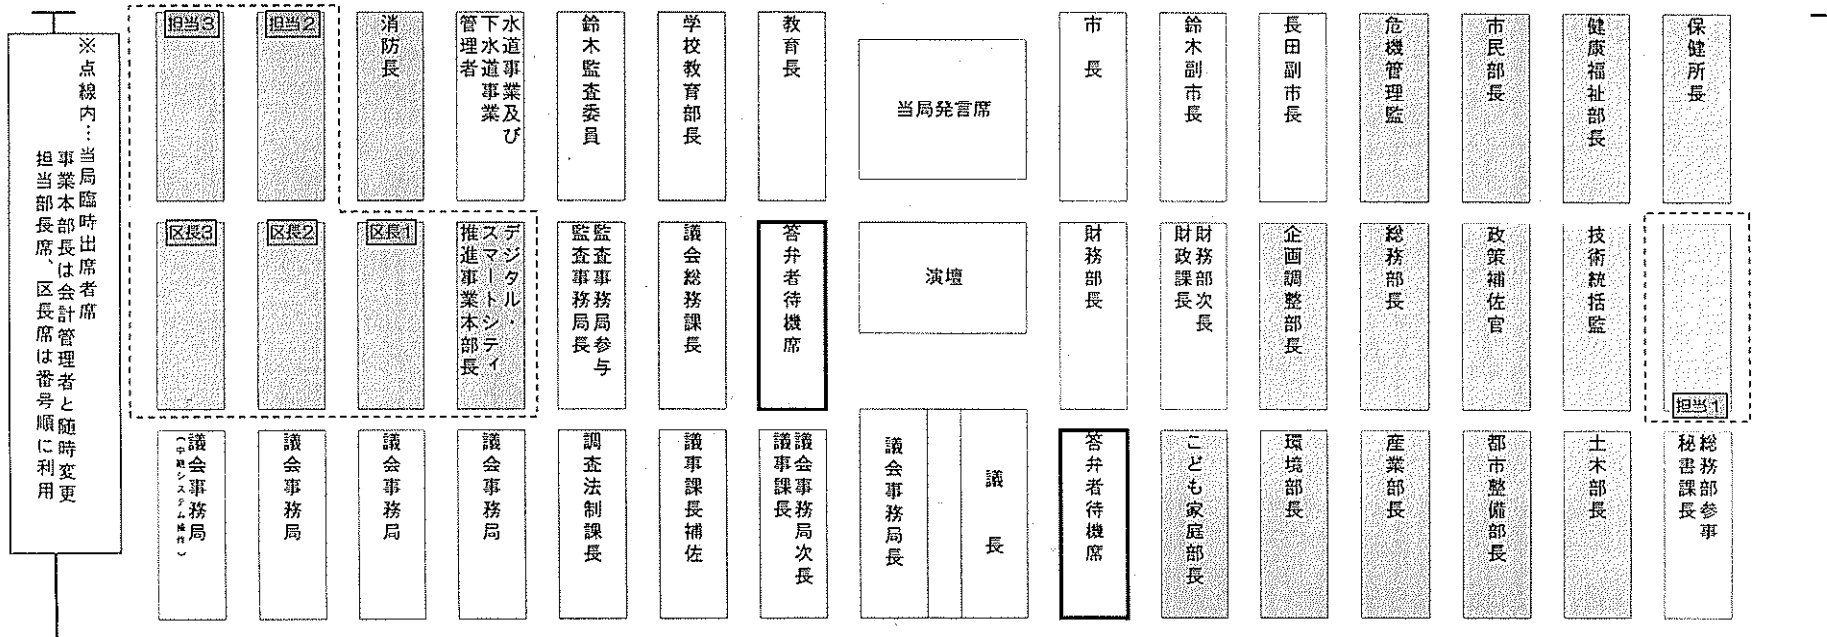 保健所長
健康福祉部長
市民部長
危機管理監
長田副市長
鈴木副市長
市長
当局発言席
教育長
学校教育部長
鈴木監査委員
水道事業及び
下水道事業
管理者
消防長
担当2
担当3
担当1
技術統括監
政策補佐官
総務部長
企画調整部長
財務部次長
財政課長
財務部長
演壇
答弁者待機席
議会総務課長
監査事務局参与
監査事務局長
デジタル・
スマートシティ
推進事業本部長
区長1
区長2
区長3
総務部参事
秘書課長
土木部長
都市整備部長
産業部長
環境部長
こども家庭部長
答弁者待機席
議長
議会事務局長
議会事務局次長
議事課長
議事課長補佐
調査法制課長
議会事務局
議会事務局
議会事務局
議会事務局
(中継システム操作)
※点線内…当局臨時出席者席
事業本部長は会計管理者と随時変更
担当部長席、区長席は番号順に利用